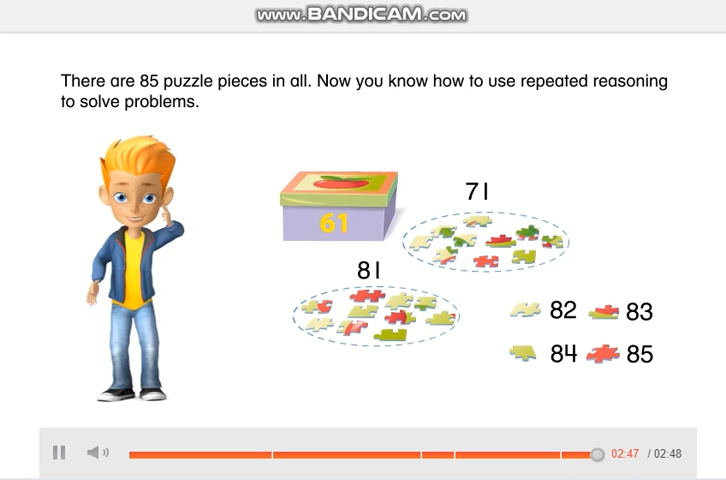 www.BANDICAM.com
There are 85 puzzle pieces in all. Now you know how to use repeated reasoning
to solve problems.
61
71
81
82 83
84 85
02:47 / 02:48